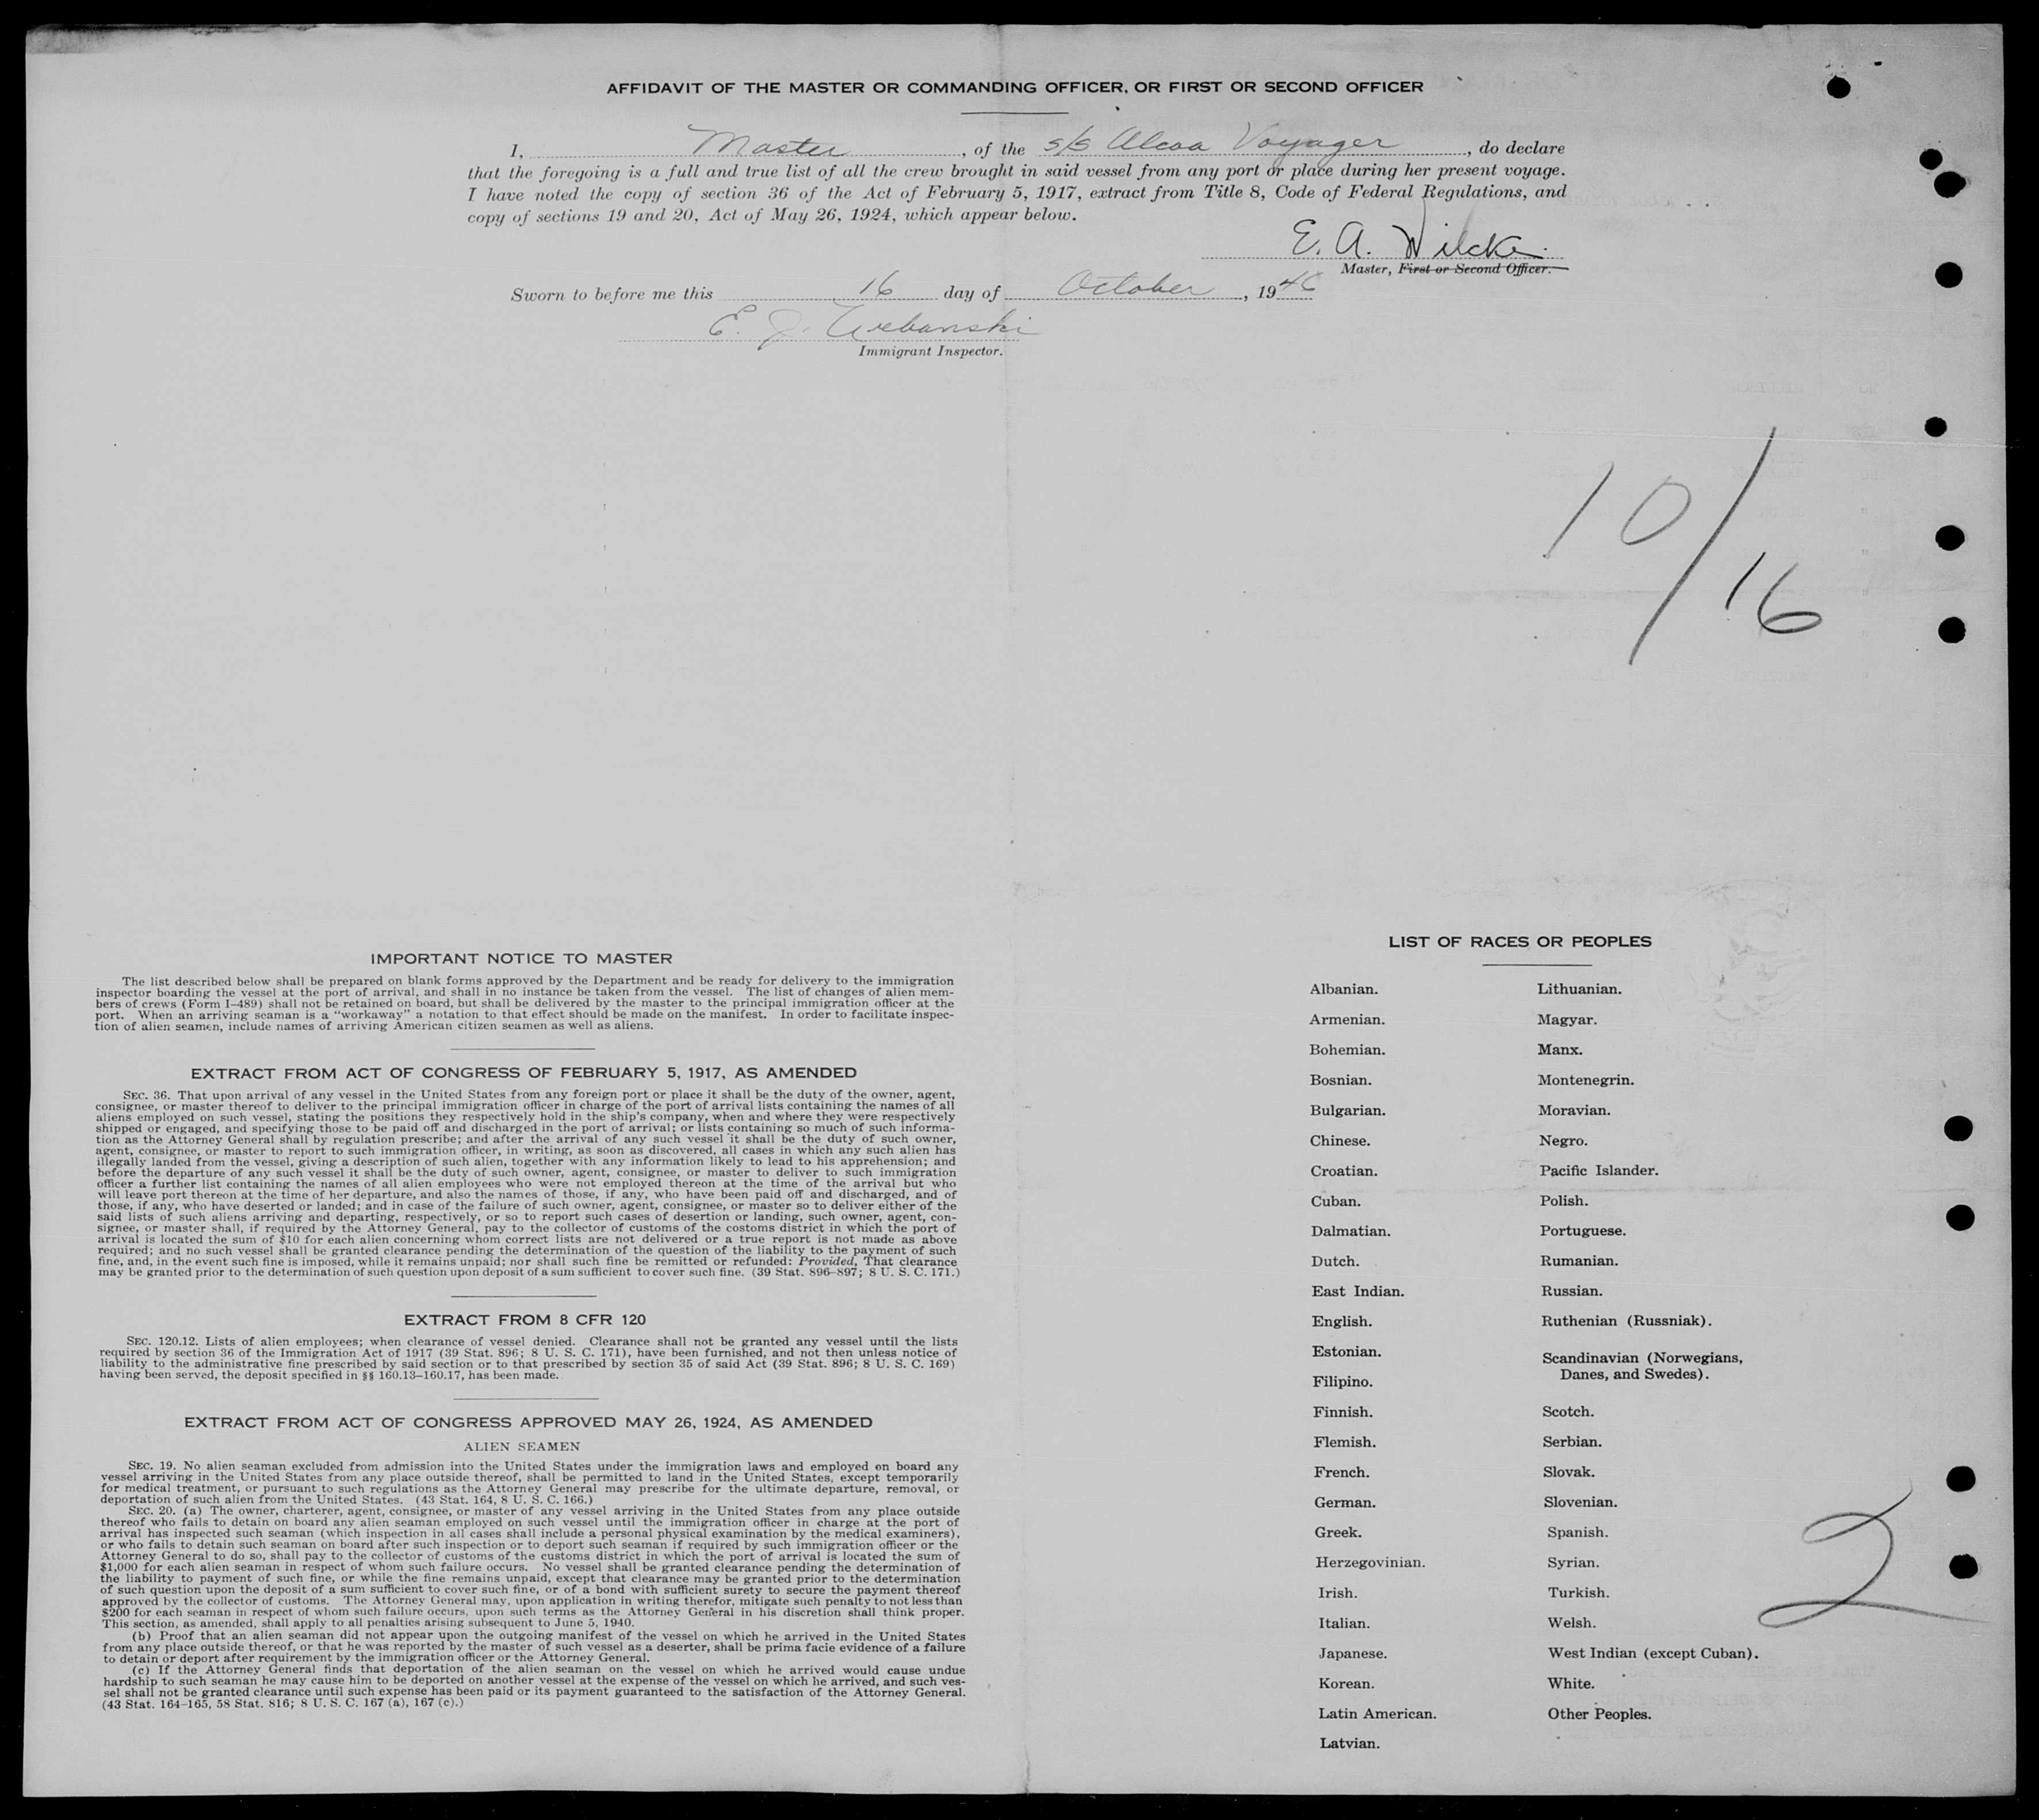 AFFIDAVIT OF THE MASTER OR COMMANDING OFFICER, OR FIRST OR SECOND OFFICER
I, Master, of the s/s Alcoa Voyager, do declare
that the foregoing is a full and true list of all the crew brought in said vessel from any port or place during her present voyage.
I have noted the copy of section 36 of the Act of February 5, 1917, extract from Title 8, Code of Federal Regulations, and
copy of sections 19 and 20, Act of May 26, 1924, which appear below.
E. A. Wilcke
Master, First or Second Officer.
Sworn to before me this 16 day of October, 1946
E. J. Urbanski
Immigrant Inspector.
10/16
IMPORTANT NOTICE TO MASTER
The list described below shall be prepared on blank forms approved by the Department and be ready for delivery to the immigration
inspector boarding the vessel at the port of arrival, and shall in no instance be taken from the vessel. The list of changes of alien mem-
bers of crews (Form I-489) shall not be retained on board, but shall be delivered by the master to the principal immigration officer at the
port. When an arriving seaman is a "workaway" a notation to that effect should be made on the manifest. In order to facilitate inspec-
tion of alien seamen, include names of arriving American citizen seamen as well as aliens.
EXTRACT FROM ACT OF CONGRESS OF FEBRUARY 5, 1917, AS AMENDED
SEC. 36. That upon arrival of any vessel in the United States from any foreign port or place it shall be the duty of the owner, agent,
consignee, or master thereof to deliver to the principal immigration officer in charge of the port of arrival lists containing the names of all
aliens employed on such vessel, stating the positions they respectively hold in the ship's company, when and where they were respectively
shipped or engaged, and specifying those to be paid off and discharged in the port of arrival; or lists containing so much of such informa-
tion as the Attorney General shall by regulation prescribe; and after the arrival of any such vessel it shall be the duty of such owner,
agent, consignee, or master to report to such immigration officer, in writing, as soon as discovered, all cases in which any such alien has
illegally landed from the vessel, giving a description of such alien, together with any information likely to lead to his apprehension; and
before the departure of any such vessel it shall be the duty of such owner, agent, consignee, or master to deliver to such immigration
officer a further list containing the names of all alien employees who were not employed thereon at the time of the arrival but who
will leave port thereon at the time of her departure, and also the names of those, if any, who have been paid off and discharged, and of
those, if any, who have deserted or landed; and in case of the failure of such owner, agent, consignee, or master so to deliver either of the
said lists of such aliens arriving and departing, respectively, or so to report such cases of desertion or landing, such owner, agent, con-
signee, or master shall, if required by the Attorney General, pay to the collector of customs of the costoms district in which the port of
arrival is located the sum of $10 for each alien concerning whom correct lists are not delivered or a true report is not made as above
required; and no such vessel shall be granted clearance pending the determination of the question of the liability to the payment of such
fine, and, in the event such fine is imposed, while it remains unpaid; nor shall such fine be remitted or refunded: Provided, That clearance
may be granted prior to the determination of such question upon deposit of a sum sufficient to cover such fine. (39 Stat. 896-897; 8 U. S. C. 171.)
EXTRACT FROM 8 CFR 120
SEC. 120.12. Lists of alien employees; when clearance of vessel denied. Clearance shall not be granted any vessel until the lists
required by section 36 of the Immigration Act of 1917 (39 Stat. 896; 8 U. S. C. 171), have been furnished, and not then unless notice of
liability to the administrative fine prescribed by said section or to that prescribed by section 35 of said Act (39 Stat. 896; 8 U. S. C. 169)
having been served, the deposit specified in §§ 160.13-160.17, has been made.
EXTRACT FROM ACT OF CONGRESS APPROVED MAY 26, 1924, AS AMENDED
ALIEN SEAMEN
SEC. 19. No alien seaman excluded from admission into the United States under the immigration laws and employed on board any
vessel arriving in the United States from any place outside thereof, shall be permitted to land in the United States, except temporarily
for medical treatment, or pursuant to such regulations as the Attorney General may prescribe for the ultimate departure, removal, or
deportation of such alien from the United States. (43 Stat. 164, 8 U. S. C. 166.)
SEC. 20. (a) The owner, charterer, agent, consignee, or master of any vessel arriving in the United States from any place outside
thereof who fails to detain on board any alien seaman employed on such vessel until the immigration officer in charge at the port of
arrival has inspected such seaman (which inspection in all cases shall include a personal physical examination by the medical examiners),
or who fails to detain such seaman on board after such inspection or to deport such seaman if required by such immigration officer or the
Attorney General to do so, shall pay to the collector of customs of the customs district in which the port of arrival is located the sum of
$1,000 for each alien seaman in respect of whom such failure occurs. No vessel shall be granted clearance pending the determination of
the liability to payment of such fine, or while the fine remains unpaid, except that clearance may be granted prior to the determination
of such question upon the deposit of a sum sufficient to cover such fine, or of a bond with sufficient surety to secure the payment thereof
approved by the collector of customs. The Attorney General may, upon application in writing therefor, mitigate such penalty to not less than
$200 for each seaman in respect of whom such failure occurs, upon such terms as the Attorney General in his discretion shall think proper.
This section, as amended, shall apply to all penalties arising subsequent to June 5, 1940.
(b) Proof that an alien seaman did not appear upon the outgoing manifest of the vessel on which he arrived in the United States
from any place outside thereof, or that he was reported by the master of such vessel as a deserter, shall be prima facie evidence of a failure
to detain or deport after requirement by the immigration officer or the Attorney General.
(c) If the Attorney General finds that deportation of the alien seaman on the vessel on which he arrived would cause undue
hardship to such seaman he may cause him to be deported on another vessel at the expense of the vessel on which he arrived, and such ves-
sel shall not be granted clearance until such expense has been paid or its payment guaranteed to the satisfaction of the Attorney General.
(43 Stat. 164-165, 58 Stat. 816; 8 U. S. C. 167 (a), 167 (c).)
LIST OF RACES OR PEOPLES
Albanian.
Armenian.
Bohemian.
Bosnian.
Bulgarian.
Chinese.
Croatian.
Cuban.
Dalmatian.
Dutch.
East Indian.
English.
Estonian.
Filipino.
Finnish.
Flemish.
French.
German.
Greek.
Herzegovinian.
Irish.
Italian.
Japanese.
Korean.
Latin American.
Latvian.
Lithuanian.
Magyar.
Manx.
Montenegrin.
Moravian.
Negro.
Pacific Islander.
Polish.
Portuguese.
Rumanian.
Russian.
Ruthenian (Russniak).
Scandinavian (Norwegians,
Danes, and Swedes).
Scotch.
Serbian.
Slovak.
Slovenian.
Spanish.
Syrian.
Turkish.
Welsh.
West Indian (except Cuban).
White.
Other Peoples.
2